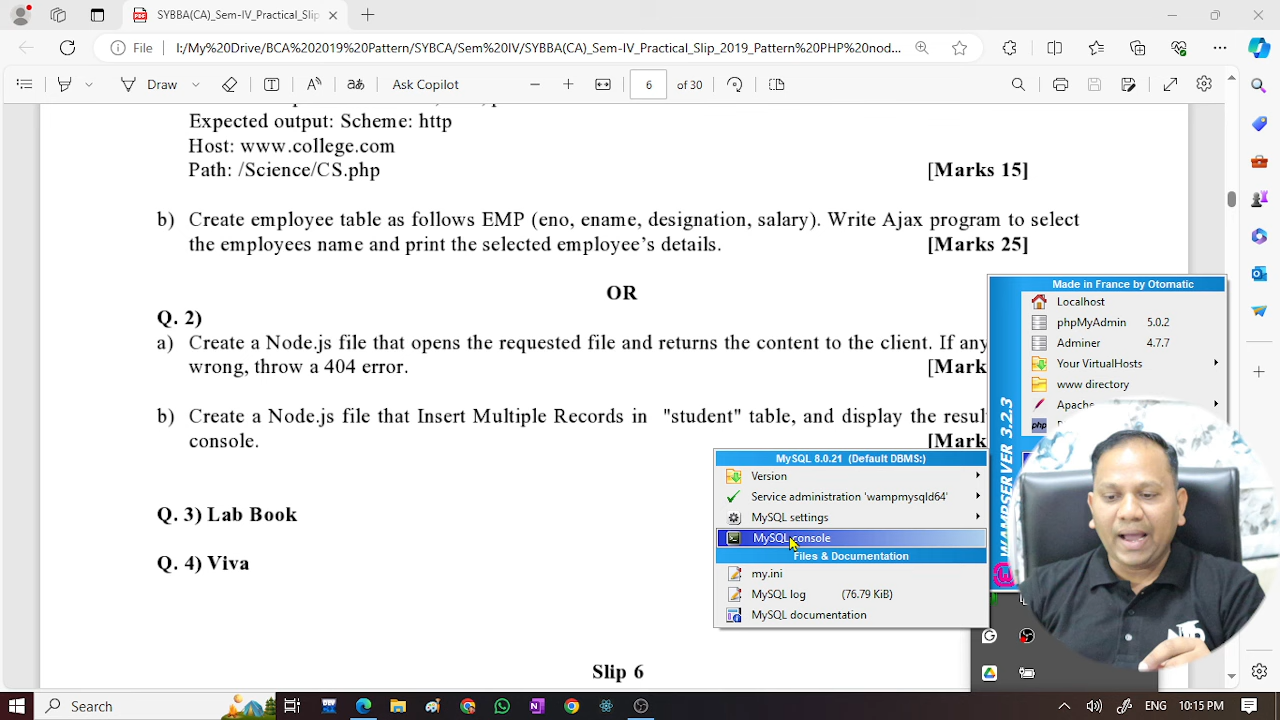 SYBBA(CA)_Sem-IV_Practical_Slip_2
File
I:/My%20Drive/BCA%202019%20Pattern/SYBCA/Sem%20IV/SYBBA(CA)_Sem-IV_Practical_Slip_2019_Pattern%20PHP%20nod...
Draw
aあ
Ask Copilot
6
of 30
Expected output: Scheme: http
Host: www.college.com
Path: /Science/CS.php
[Marks 15]
b) Create employee table as follows EMP (eno, ename, designation, salary). Write Ajax program to select
the employees name and print the selected employee's details.
[Marks 25]
OR
Q. 2)
a) Create a Node.js file that opens the requested file and returns the content to the client. If any
wrong, throw a 404 error.
[Mark
b) Create a Node.js file that Insert Multiple Records in "student" table, and display the resul
console.
[Mark
Q. 3) Lab Book
Q. 4) Viva
Slip 6
Made in France by Otomatic
Localhost
phpMyAdmin 5.0.2
Adminer 4.7.7
Your VirtualHosts
www directory
Apache
php
WAMPSERVER 3.2.3
MySQL 8.0.21 (Default DBMS:)
Version
Service administration 'wampmysqld64'
MySQL settings
MySQL console
Files & Documentation
my.ini
MySQL log (76.79 KiB)
MySQL documentation
Search
10:15 PM